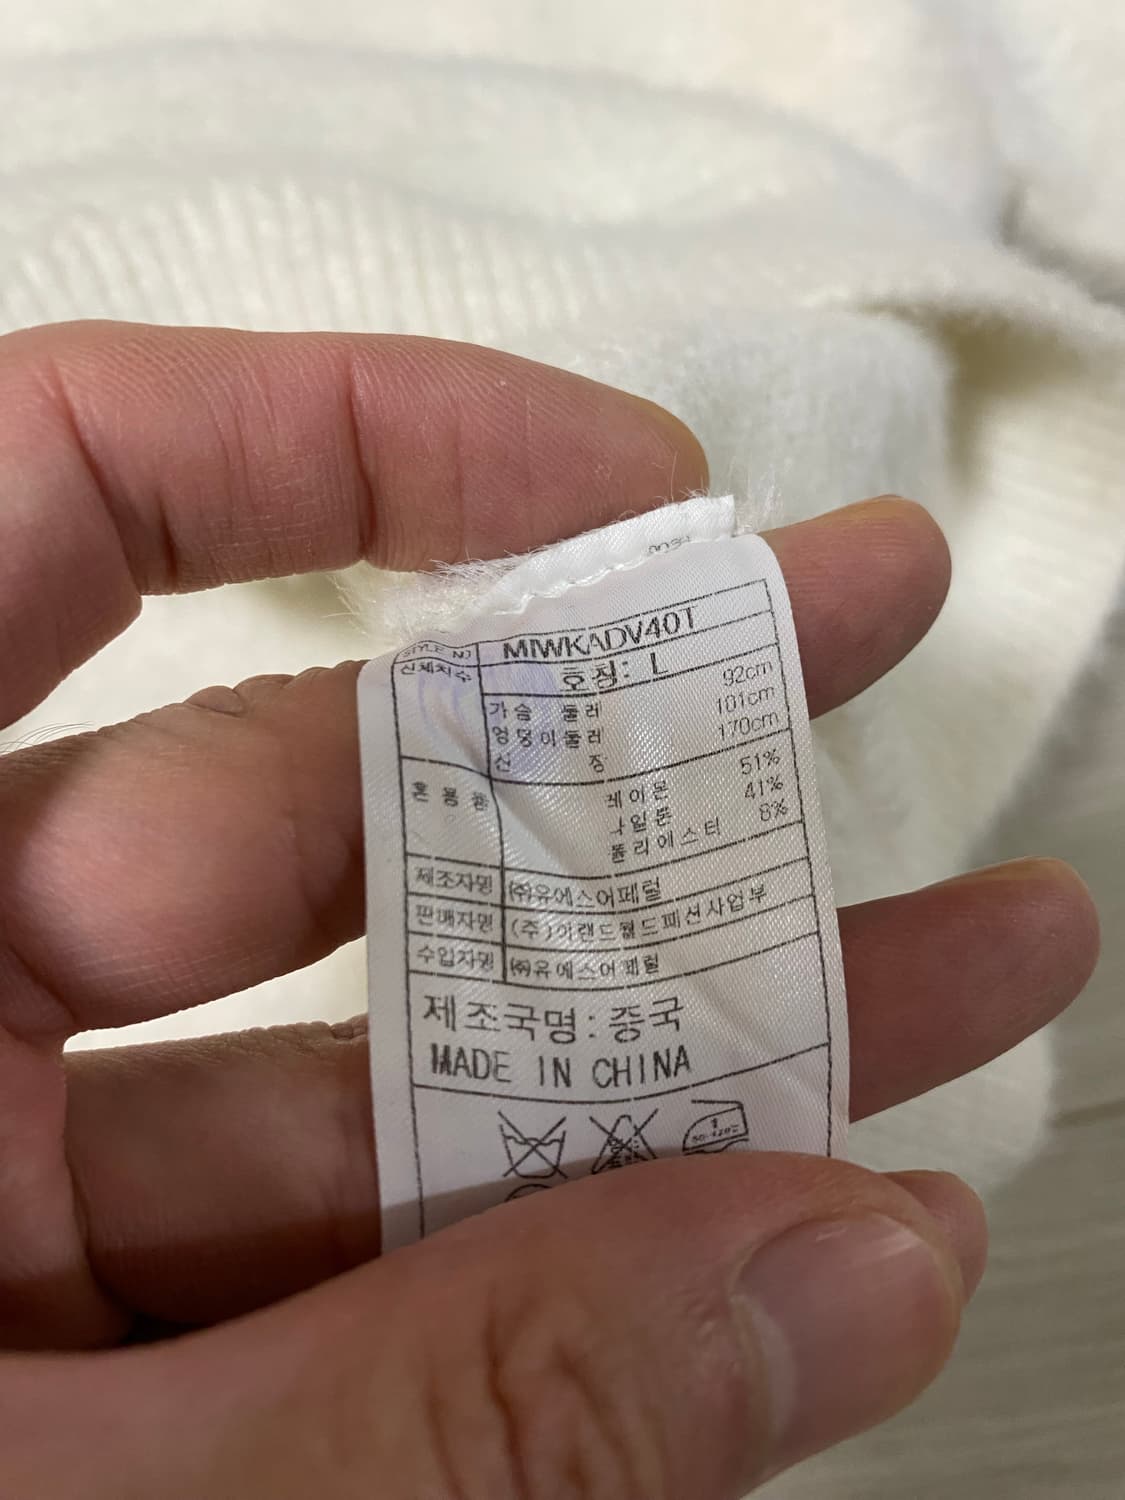 STYLE NO MIWKADV40T
신체치수 호칭: L
가슴 둘레 92cm
엉덩이둘레 101cm
신 장 170cm
혼 용 율 레이온 51%
나일론 41%
폴리에스터 8%
제조자명 ㈜유에스어패럴
판매자명 (주)이랜드월드패션사업부
수입자명 ㈜유에스어패럴
제조국명: 중국
MADE IN CHINA